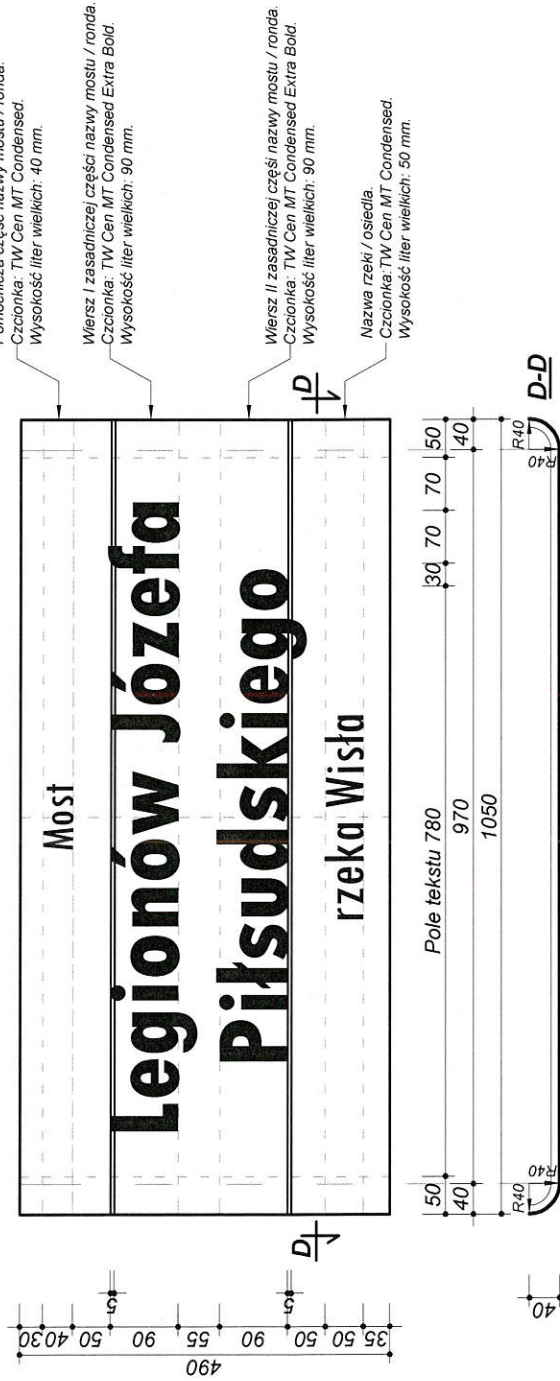 Pomocnicza część nazwy mostu / ronda.
Czcionka: TW Cen MT Condensed.
Wysokość liter wielkich: 40 mm.
Wiersz I zasadniczej części nazwy mostu / ronda.
Czcionka: TW Cen MT Condensed Extra Bold.
Wysokość liter wielkich: 90 mm.
Wiersz II zasadniczej częśi nazwy mostu / ronda.
Czcionka: TW Cen MT Condensed Extra Bold.
Wysokość liter wielkich: 90 mm.
Nazwa rzeki / osiedla.
Czcionka: TW Cen MT Condensed.
Wysokość liter wielkich: 50 mm.
Most
Legionów Józefa
Piłsudskiego
rzeka Wisła
D
D
30
40
50
5
90
55
90
5
50
50
35
490
50
Pole tekstu 780
30
70
70
50
40
970
40
1050
D-D
R40
R40
R40
R40
40